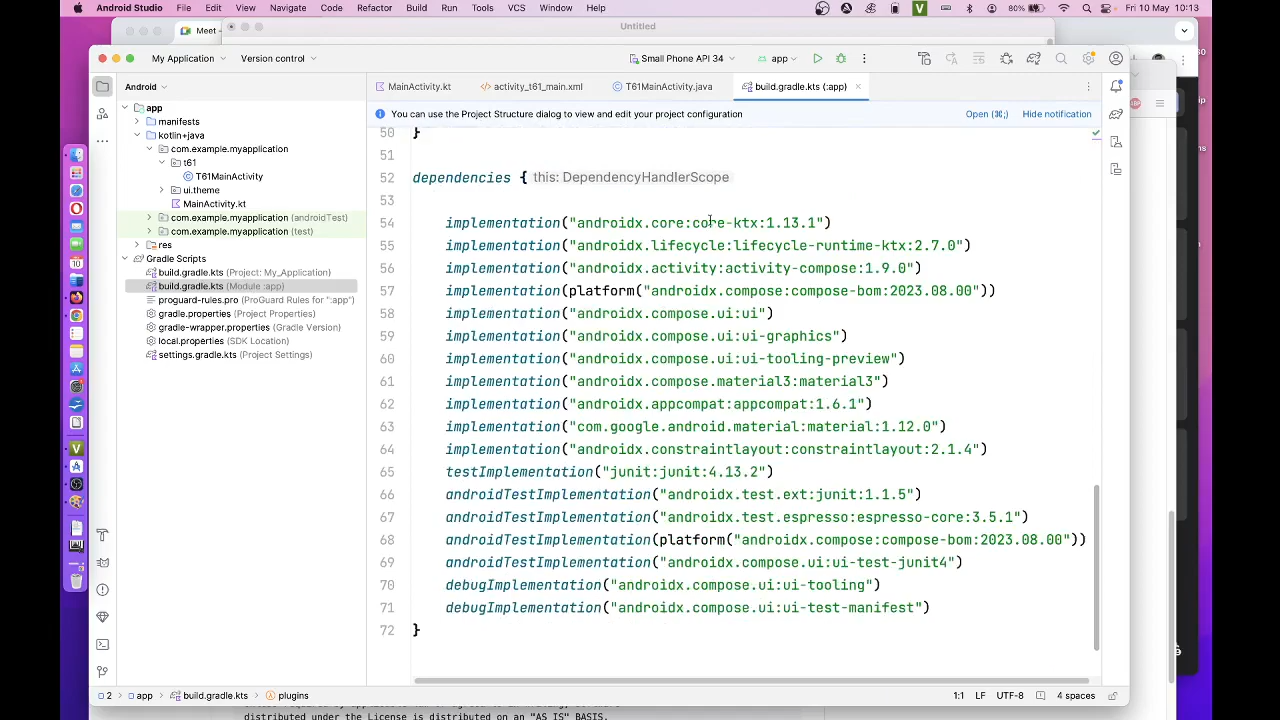 Android Studio File Edit View Navigate Code Refactor Build Run Tools VCS Window Help 80% Fri 10 May 10:13
Meet -
Untitled
My Application Version control Small Phone API 34 app
Android
MainActivity.kt activity_t61_main.xml T61MainActivity.java build.gradle.kts (:app)
You can use the Project Structure dialog to view and edit your project configuration Open (⌘;) Hide notification
app
manifests
kotlin+java
com.example.myapplication
t61
T61MainActivity
ui.theme
MainActivity.kt
com.example.myapplication (androidTest)
com.example.myapplication (test)
res
Gradle Scripts
build.gradle.kts (Project: My_Application)
build.gradle.kts (Module :app)
proguard-rules.pro (ProGuard Rules for ":app")
gradle.properties (Project Properties)
gradle-wrapper.properties (Gradle Version)
local.properties (SDK Location)
settings.gradle.kts (Project Settings)
50 }
51
52 dependencies { this: DependencyHandlerScope
53
54 implementation("androidx.core:core-ktx:1.13.1")
55 implementation("androidx.lifecycle:lifecycle-runtime-ktx:2.7.0")
56 implementation("androidx.activity:activity-compose:1.9.0")
57 implementation(platform("androidx.compose:compose-bom:2023.08.00"))
58 implementation("androidx.compose.ui:ui")
59 implementation("androidx.compose.ui:ui-graphics")
60 implementation("androidx.compose.ui:ui-tooling-preview")
61 implementation("androidx.compose.material3:material3")
62 implementation("androidx.appcompat:appcompat:1.6.1")
63 implementation("com.google.android.material:material:1.12.0")
64 implementation("androidx.constraintlayout:constraintlayout:2.1.4")
65 testImplementation("junit:junit:4.13.2")
66 androidTestImplementation("androidx.test.ext:junit:1.1.5")
67 androidTestImplementation("androidx.test.espresso:espresso-core:3.5.1")
68 androidTestImplementation(platform("androidx.compose:compose-bom:2023.08.00"))
69 androidTestImplementation("androidx.compose.ui:ui-test-junit4")
70 debugImplementation("androidx.compose.ui:ui-tooling")
71 debugImplementation("androidx.compose.ui:ui-test-manifest")
72 }
2 app build.gradle.kts plugins 1:1 LF UTF-8 4 spaces
distributed under the License is distributed on an "AS IS" BASIS.